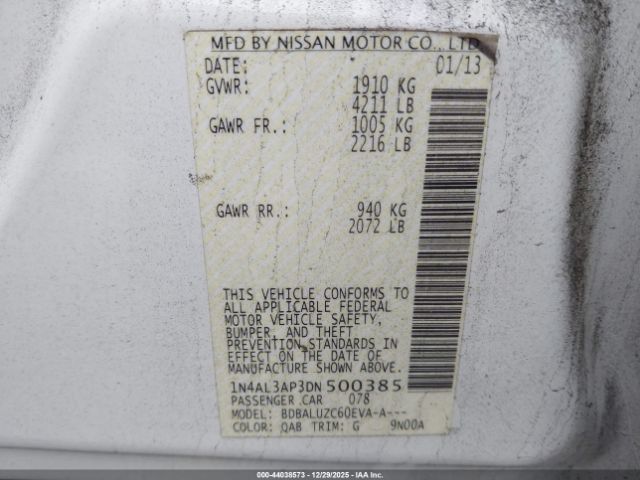 MFD BY NISSAN MOTOR CO., LTD
DATE: 01/13
GVWR: 1910 KG
4211 LB
GAWR FR.: 1005 KG
2216 LB
GAWR RR.: 940 KG
2072 LB
THIS VEHICLE CONFORMS TO
ALL APPLICABLE FEDERAL
MOTOR VEHICLE SAFETY,
BUMPER, AND THEFT
PREVENTION STANDARDS IN
EFFECT ON THE DATE OF
MANUFACTURE SHOWN ABOVE.
1N4AL3AP3DN500385
PASSENGER CAR 078
MODEL: BDBALUZC60EVA-A---
COLOR: QAB TRIM: G 9N00A
000-44038573 — 12/29/2025 — IAA Inc.